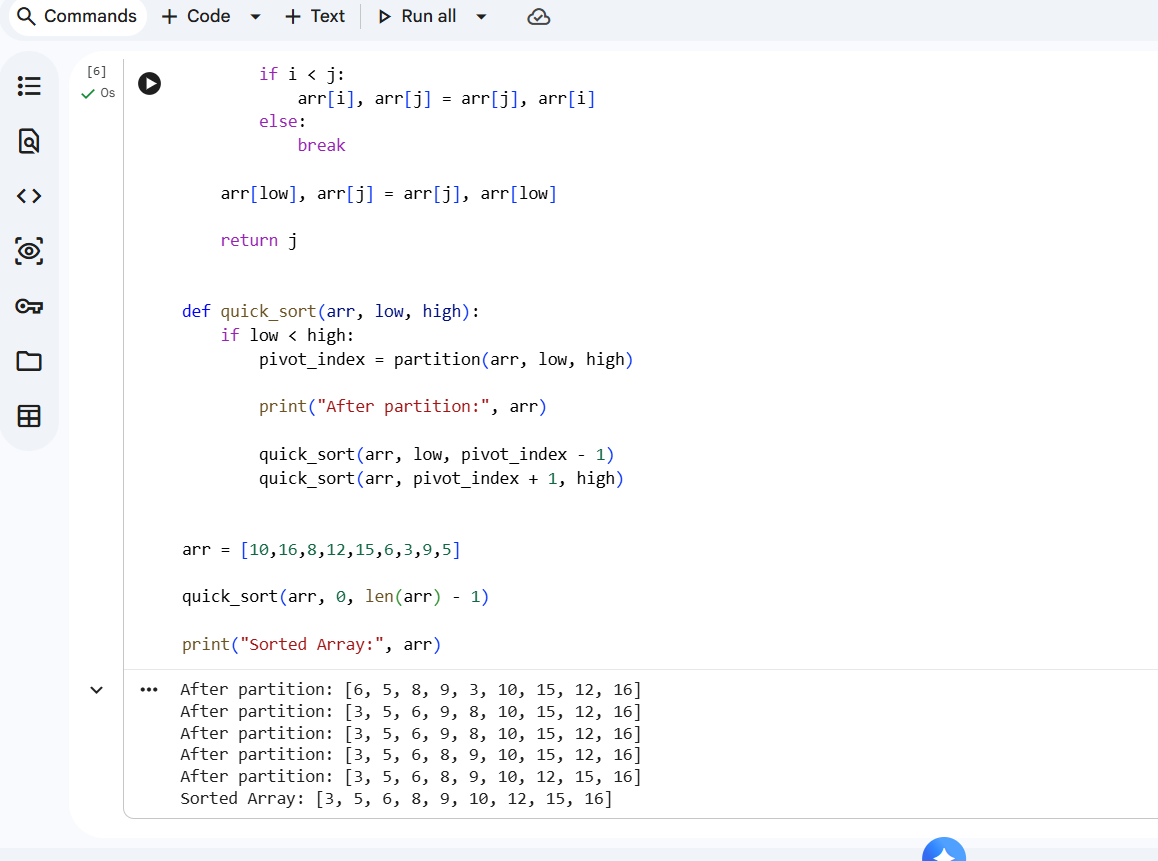 Commands + Code + Text Run all
[6]
0s
if i < j:
arr[i], arr[j] = arr[j], arr[i]
else:
break
arr[low], arr[j] = arr[j], arr[low]
return j
def quick_sort(arr, low, high):
if low < high:
pivot_index = partition(arr, low, high)
print("After partition:", arr)
quick_sort(arr, low, pivot_index - 1)
quick_sort(arr, pivot_index + 1, high)
arr = [10,16,8,12,15,6,3,9,5]
quick_sort(arr, 0, len(arr) - 1)
print("Sorted Array:", arr)
After partition: [6, 5, 8, 9, 3, 10, 15, 12, 16]
After partition: [3, 5, 6, 9, 8, 10, 15, 12, 16]
After partition: [3, 5, 6, 9, 8, 10, 15, 12, 16]
After partition: [3, 5, 6, 8, 9, 10, 15, 12, 16]
After partition: [3, 5, 6, 8, 9, 10, 12, 15, 16]
Sorted Array: [3, 5, 6, 8, 9, 10, 12, 15, 16]